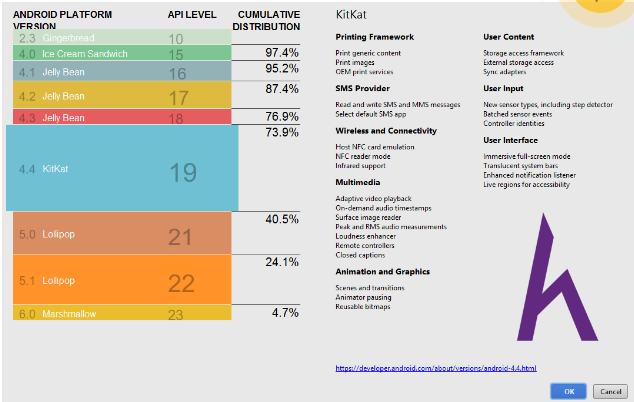 ANDROID PLATFORM
VERSION
API LEVEL
CUMULATIVE
DISTRIBUTION
2.3 Gingerbread 10
4.0 Ice Cream Sandwich 15
97.4%
4.1 Jelly Bean 16
95.2%
4.2 Jelly Bean 17
87.4%
4.3 Jelly Bean 18
76.9%
73.9%
4.4 KitKat 19
40.5%
5.0 Lollipop 21
24.1%
5.1 Lollipop 22
4.7%
6.0 Marshmallow 23
KitKat
Printing Framework
Print generic content
Print images
OEM print services
SMS Provider
Read and write SMS and MMS messages
Select default SMS app
Wireless and Connectivity
Host NFC card emulation
NFC reader mode
Infrared support
Multimedia
Adaptive video playback
On-demand audio timestamps
Surface image reader
Peak and RMS audio measurements
Loudness enhancer
Remote controllers
Closed captions
Animation and Graphics
Scenes and transitions
Animator pausing
Reusable bitmaps
User Content
Storage access framework
External storage access
Sync adapters
User Input
New sensor types, including step detector
Batched sensor events
Controller identities
User Interface
Immersive full-screen mode
Translucent system bars
Enhanced notification listener
Live regions for accessibility
https://developer.android.com/about/versions/android-4.4.html
OK
Cancel